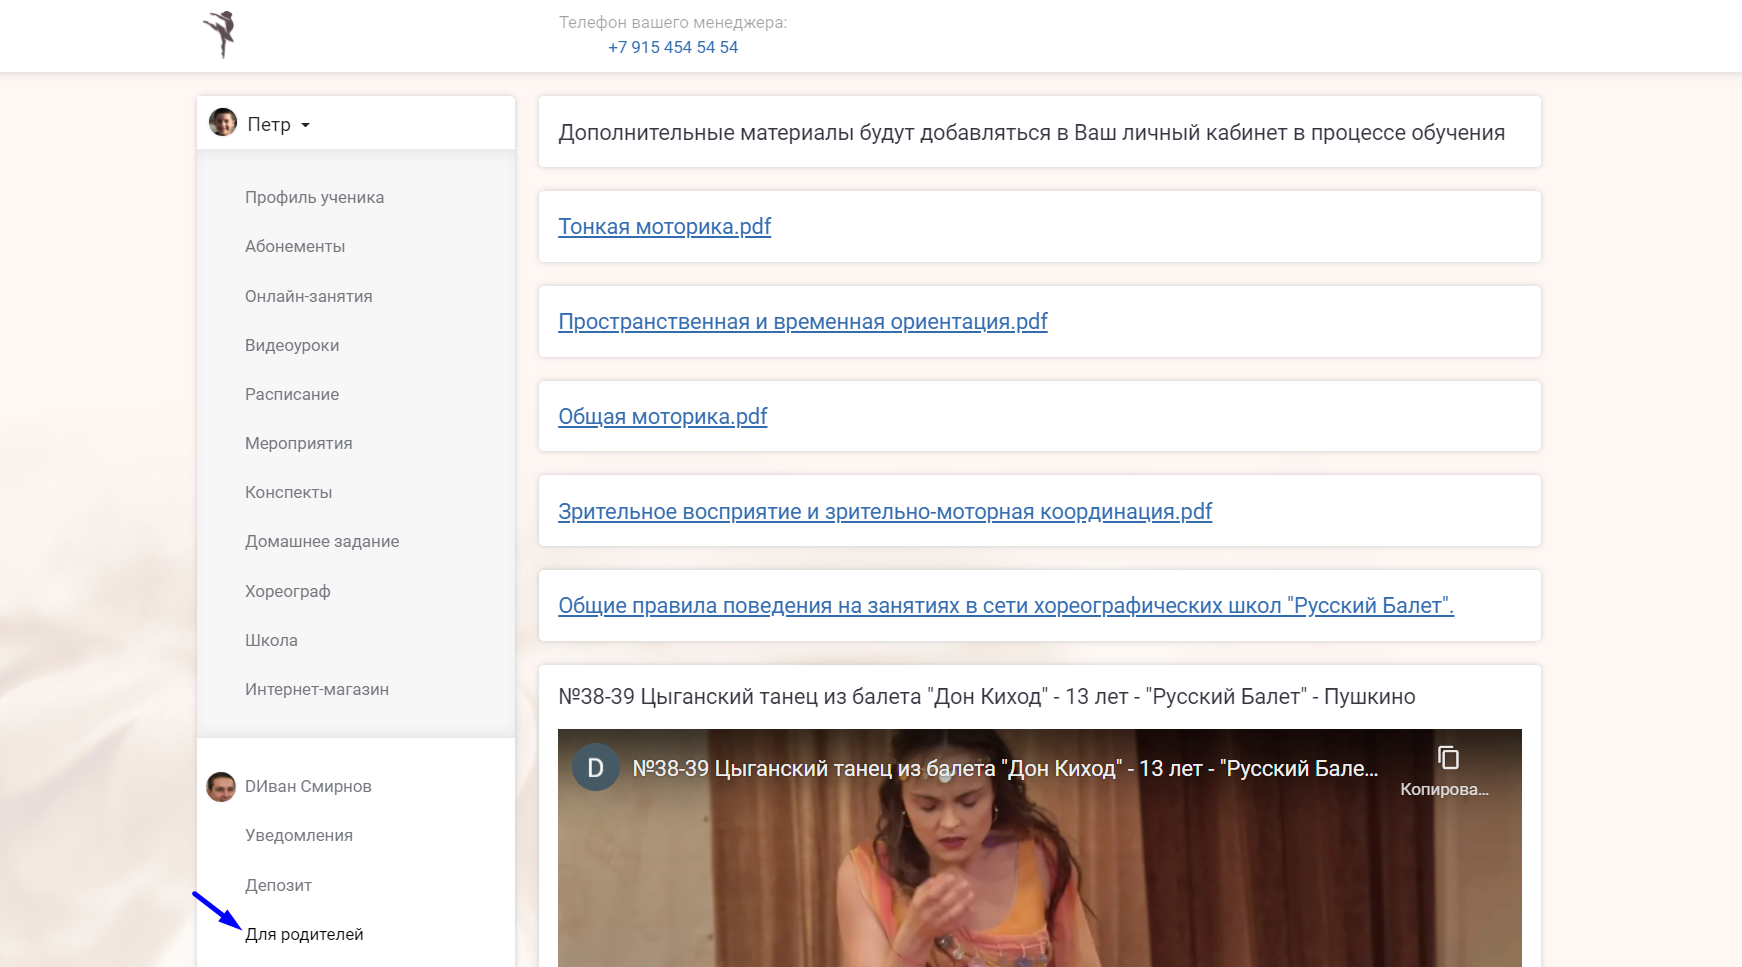 Телефон вашего менеджера:
+7 915 454 54 54
Петр
Профиль ученика
Абонементы
Онлайн-занятия
Видеоуроки
Расписание
Мероприятия
Конспекты
Домашнее задание
Хореограф
Школа
Интернет-магазин
DИван Смирнов
Уведомления
Депозит
Для родителей
Дополнительные материалы будут добавляться в Ваш личный кабинет в процессе обучения
Тонкая моторика.pdf
Пространственная и временная ориентация.pdf
Общая моторика.pdf
Зрительное восприятие и зрительно-моторная координация.pdf
Общие правила поведения на занятиях в сети хореографических школ "Русский Балет".
№38-39 Цыганский танец из балета "Дон Киход" - 13 лет - "Русский Балет" - Пушкино
D
№38-39 Цыганский танец из балета "Дон Киход" - 13 лет - "Русский Бале...
Копирова...